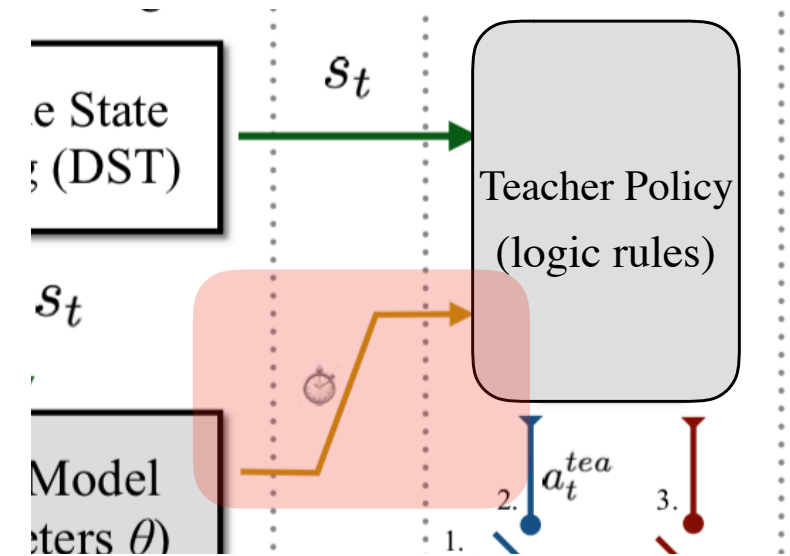 e State
(DST)
s_t
Teacher Policy
(logic rules)
s_t
Model
eters θ)
a_t^{tea}
2.
3.
1.